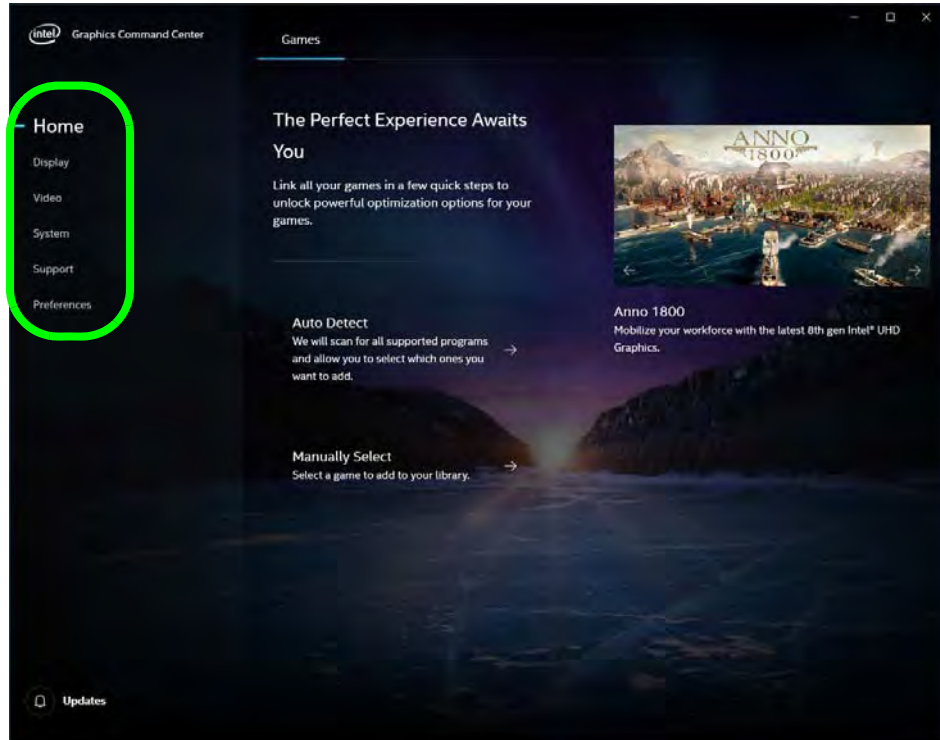 intel Graphics Command Center
Games
Home
Display
Video
System
Support
Preferences
The Perfect Experience Awaits
You
Link all your games in a few quick steps to
unlock powerful optimization options for your
games.
Auto Detect
We will scan for all supported programs
and allow you to select which ones you
want to add.
Manually Select
Select a game to add to your library.
ANNO
1800
Anno 1800
Mobilize your workforce with the latest 8th gen Intel® UHD
Graphics.
Updates